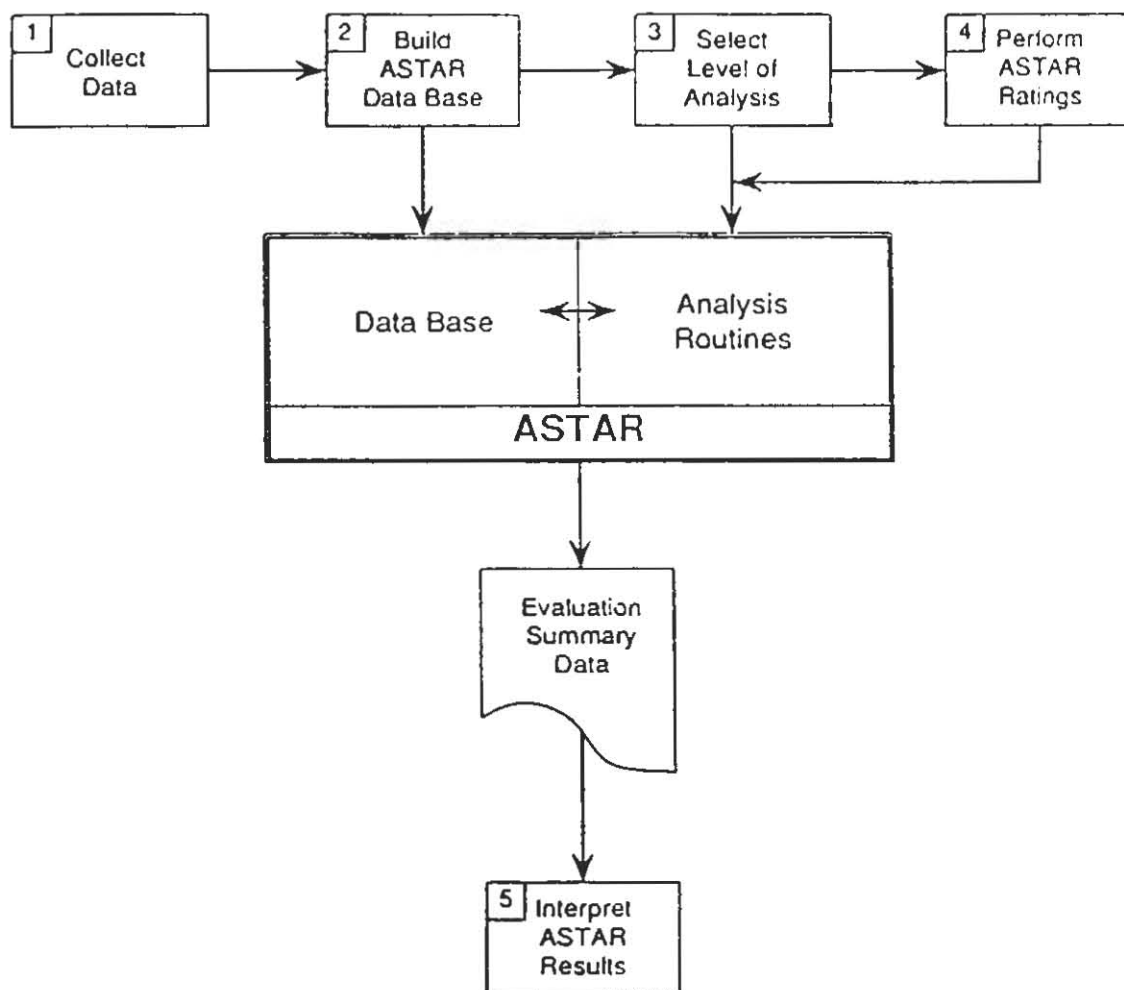 1
Collect
Data
2
Build
ASTAR
Data Base
3
Select
Level of
Analysis
4
Perform
ASTAR
Ratings
Data Base
Analysis
Routines
ASTAR
Evaluation
Summary
Data
5
Interpret
ASTAR
Results